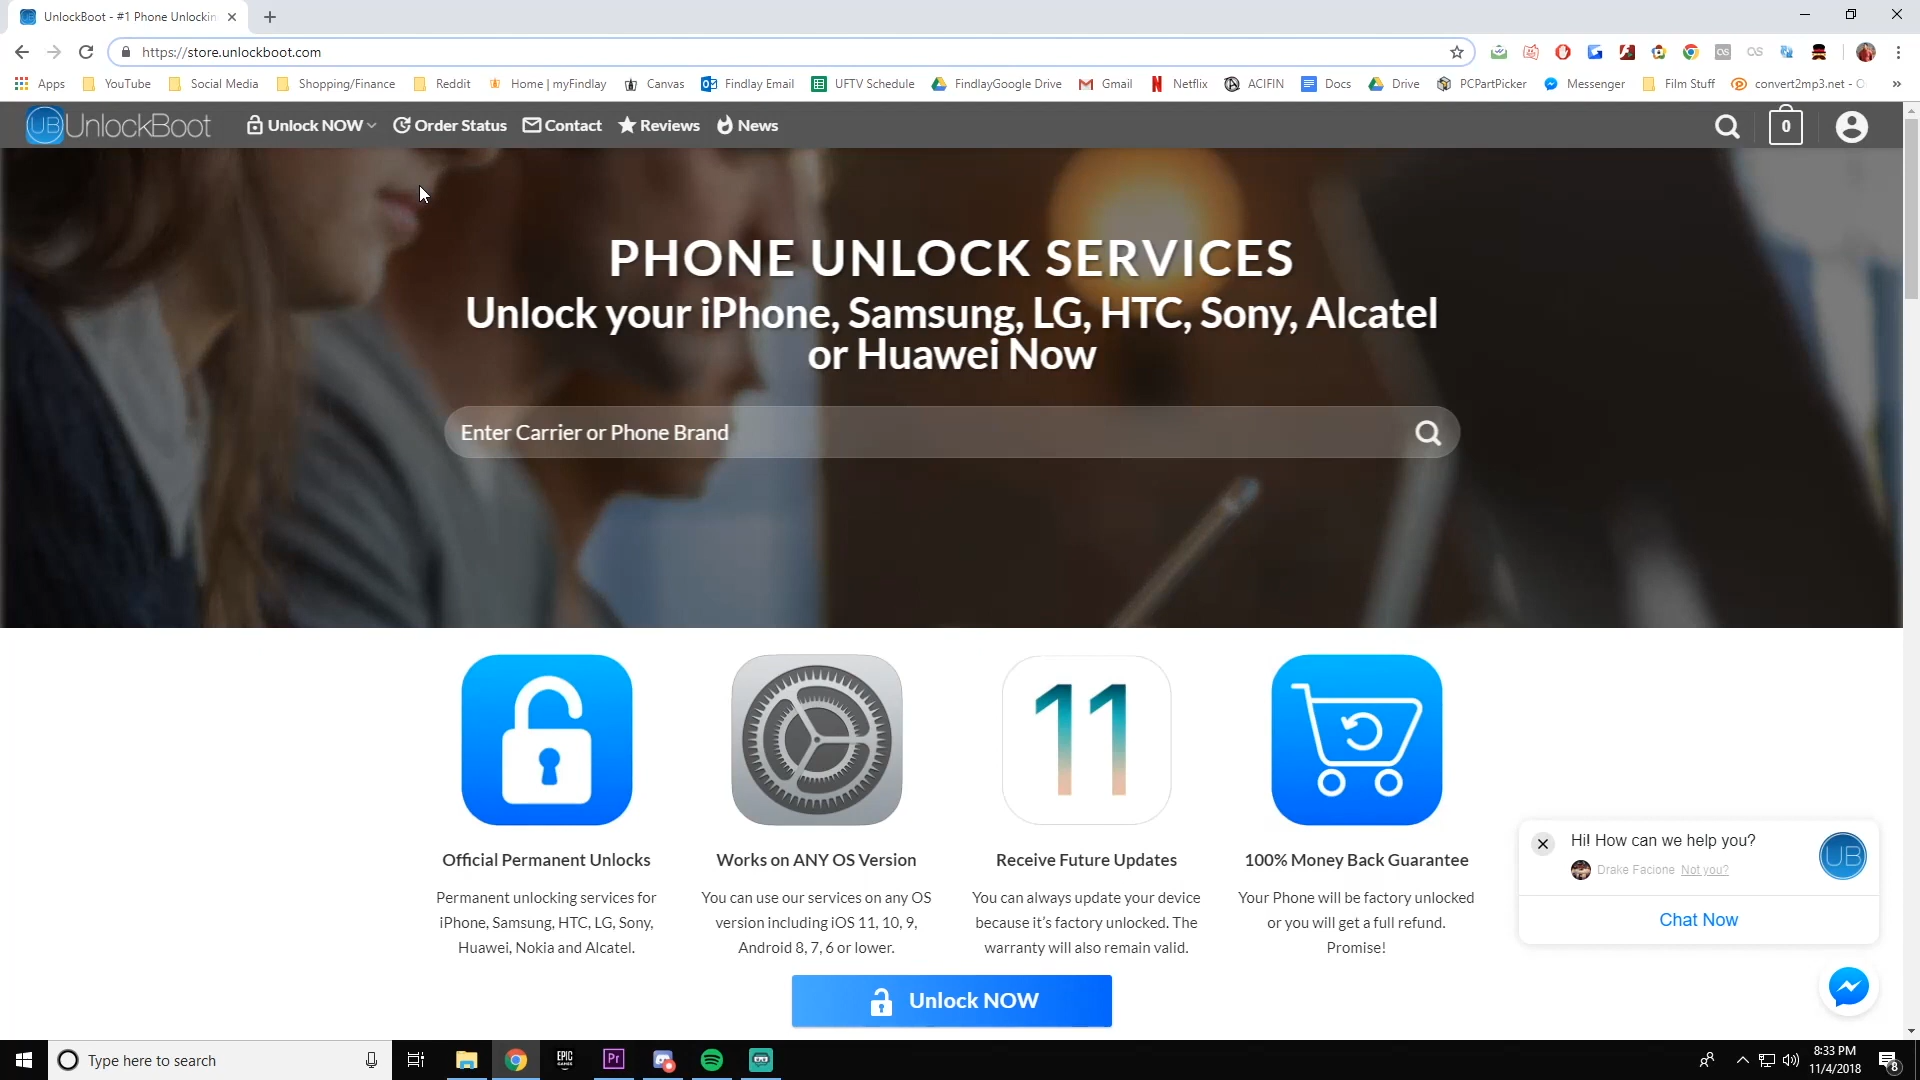 UnlockBoot - #1 Phone Unlockin
https://store.unlockboot.com
Apps YouTube Social Media Shopping/Finance Reddit Home | myFindlay Canvas Findlay Email UFTV Schedule FindlayGoogle Drive Gmail Netflix ACIFIN Docs Drive PCPartPicker Messenger Film Stuff convert2mp3.net - O »
UB UnlockBoot Unlock NOW Order Status Contact Reviews News 0
PHONE UNLOCK SERVICES
Unlock your iPhone, Samsung, LG, HTC, Sony, Alcatel
or Huawei Now
Enter Carrier or Phone Brand
11
Official Permanent Unlocks
Permanent unlocking services for
iPhone, Samsung, HTC, LG, Sony,
Huawei, Nokia and Alcatel.
Works on ANY OS Version
You can use our services on any OS
version including iOS 11, 10, 9,
Android 8, 7, 6 or lower.
Receive Future Updates
You can always update your device
because it's factory unlocked. The
warranty will also remain valid.
100% Money Back Guarantee
Your Phone will be factory unlocked
or you will get a full refund.
Promise!
Unlock NOW
Hi! How can we help you?
UB
Drake Facione Not you?
Chat Now
Type here to search
EPIC
GAMES
Pr
8:33 PM
11/4/2018
8